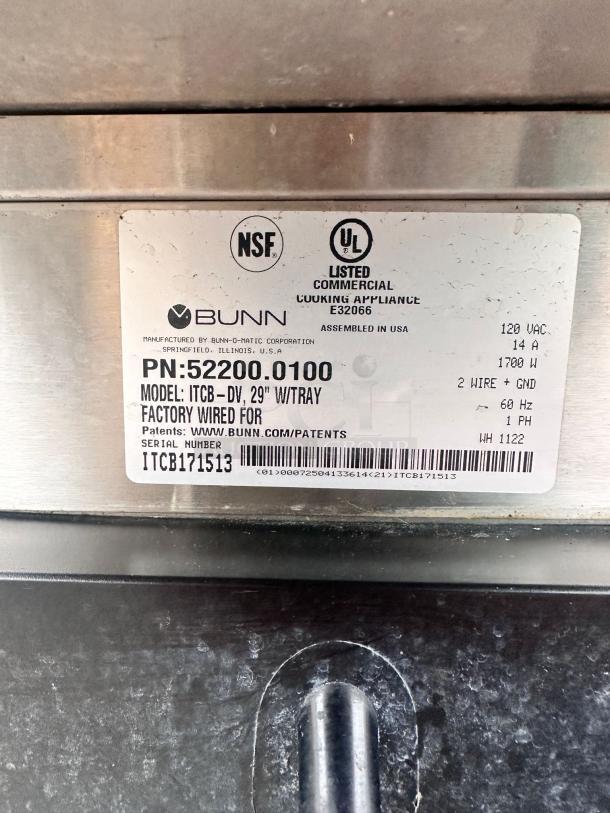 NSF®
UL®
LISTED
COMMERCIAL
COOKING APPLIANCE
E32066
ASSEMBLED IN USA
BUNN
MANUFACTURED BY BUNN-O-MATIC CORPORATION
SPRINGFIELD, ILLINOIS, U.S.A
PN:52200.0100
MODEL: ITCB-DV, 29" W/TRAY
FACTORY WIRED FOR
Patents: WWW.BUNN.COM/PATENTS
SERIAL NUMBER
ITCB171513
(01)00072504133614(21)ITCB171513
120 VAC
14 A
1700 W
2 WIRE + GND
60 Hz
1 PH
WH 1122